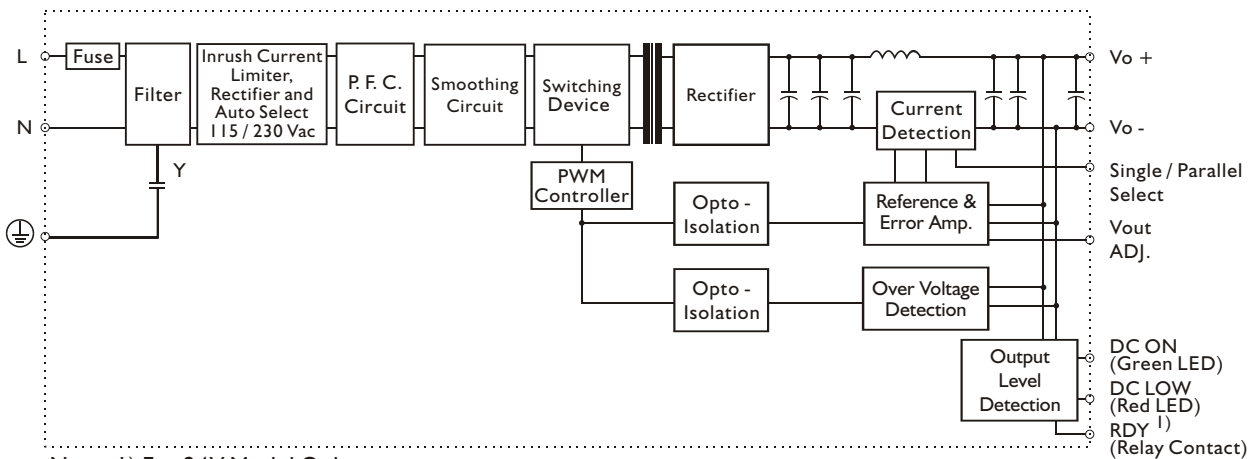 L
Fuse
Filter
Inrush Current
Limiter,
Rectifier and
Auto Select
115 / 230 Vac
P. F. C.
Circuit
Smoothing
Circuit
Switching
Device
Rectifier
Current
Detection
Vo +
N
Vo -
Y
PWM
Controller
Opto -
Isolation
Reference &
Error Amp.
Single / Parallel
Select
Vout
ADJ.
Opto -
Isolation
Over Voltage
Detection
Output
Level
Detection
DC ON
(Green LED)
DC LOW
(Red LED)
RDY 1)
(Relay Contact)